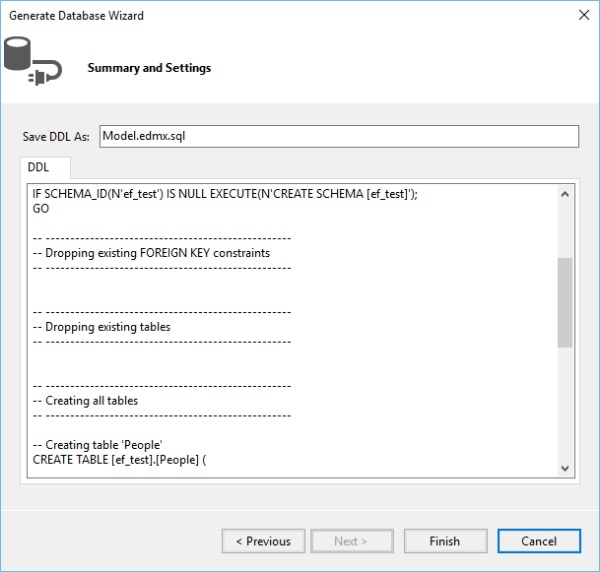 Generate Database Wizard
Summary and Settings
Save DDL As: Model.edmx.sql
DDL
IF SCHEMA_ID(N'ef_test') IS NULL EXECUTE(N'CREATE SCHEMA [ef_test]');
GO
-- --------------------------------------------------
-- Dropping existing FOREIGN KEY constraints
-- --------------------------------------------------
-- --------------------------------------------------
-- Dropping existing tables
-- --------------------------------------------------
-- --------------------------------------------------
-- Creating all tables
-- --------------------------------------------------
-- Creating table 'People'
CREATE TABLE [ef_test].[People] (
< Previous Next > Finish Cancel